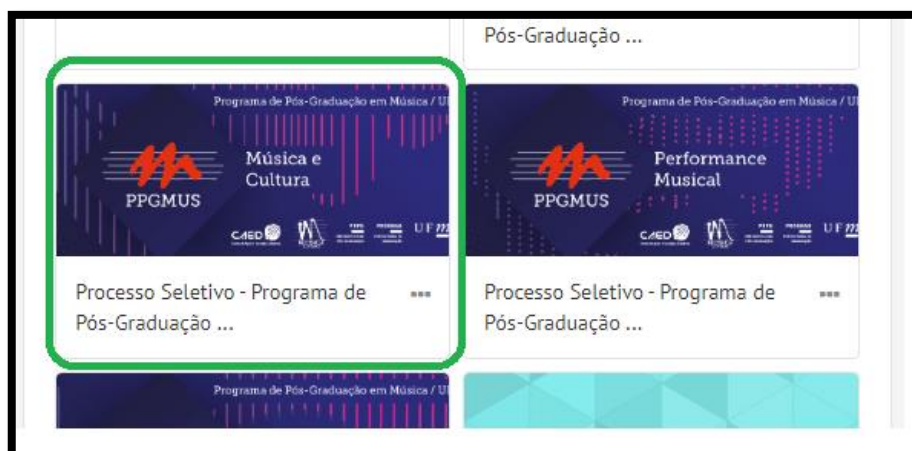 Pós-Graduação ...
Programa de Pós-Graduação em Música / U
Música e
Cultura
PPGMUS
CAED
UFm
Processo Seletivo - Programa de
Pós-Graduação ...
Programa de Pós-Graduação em Música / U
Performance
Musical
PPGMUS
CAED
UFm
Processo Seletivo - Programa de
Pós-Graduação ...
Programa de Pós-Graduação em Música / U